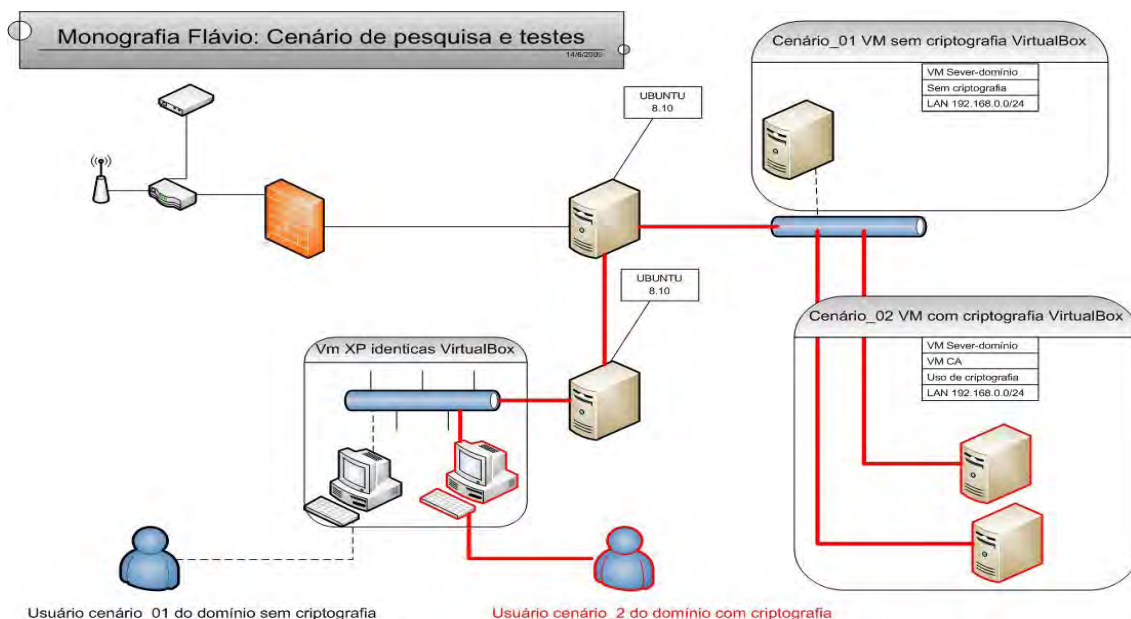 Monografia Flávio: Cenário de pesquisa e testes
14/6/2009
UBUNTU
8.10
Cenário_01 VM sem criptografia VirtualBox
VM Sever-domínio
Sem criptografia
LAN 192.168.0.0/24
UBUNTU
8.10
Cenário_02 VM com criptografia VirtualBox
VM Sever-domínio
VM CA
Uso de criptografia
LAN 192.168.0.0/24
Vm XP identicas VirtualBox
Usuário cenário_01 do domínio sem criptografia
Usuário cenário_2 do domínio com criptografia